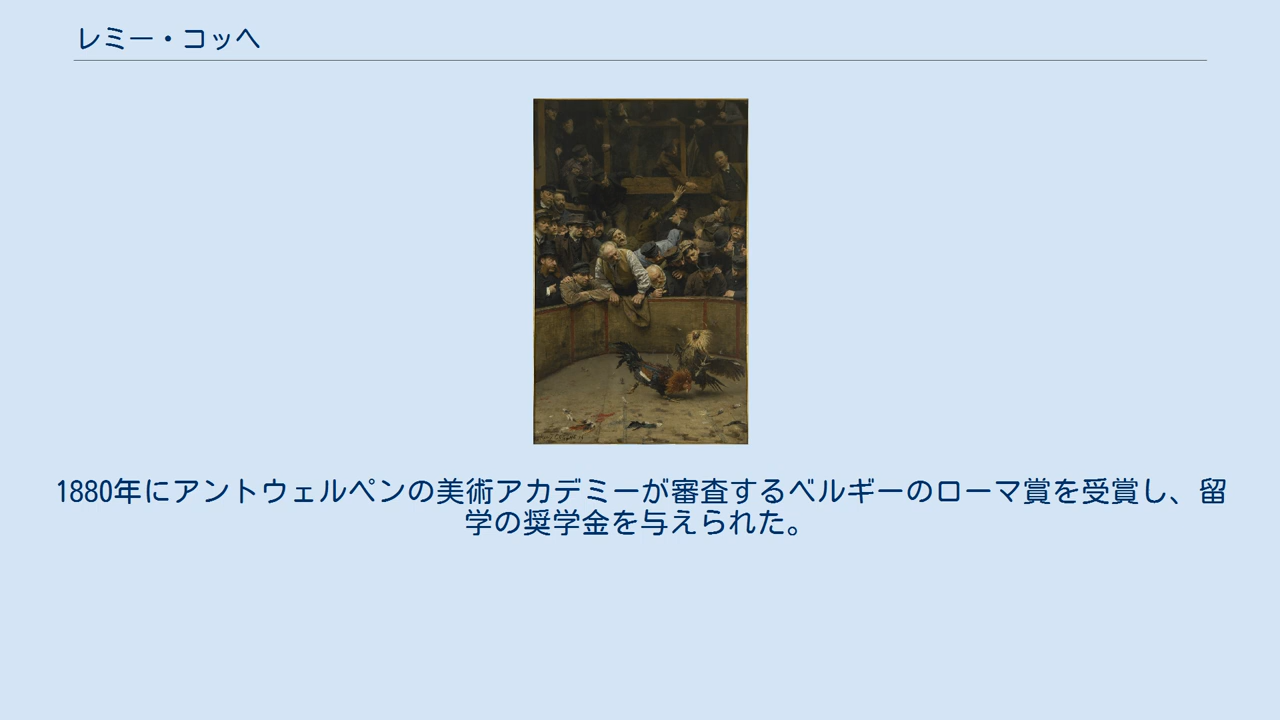 レミー・コッヘ
1880年にアントウェルペンの美術アカデミーが審査するベルギーのローマ賞を受賞し、留
学の奨学金を与えられた。